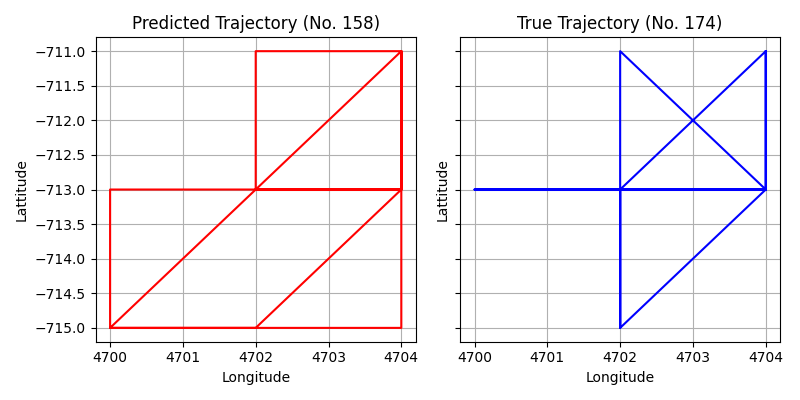 Predicted Trajectory (No. 158)
True Trajectory (No. 174)
Lattitude
−711.0
−711.5
−712.0
−712.5
−713.0
−713.5
−714.0
−714.5
−715.0
4700 4701 4702 4703 4704
Longitude
Lattitude
4700 4701 4702 4703 4704
Longitude